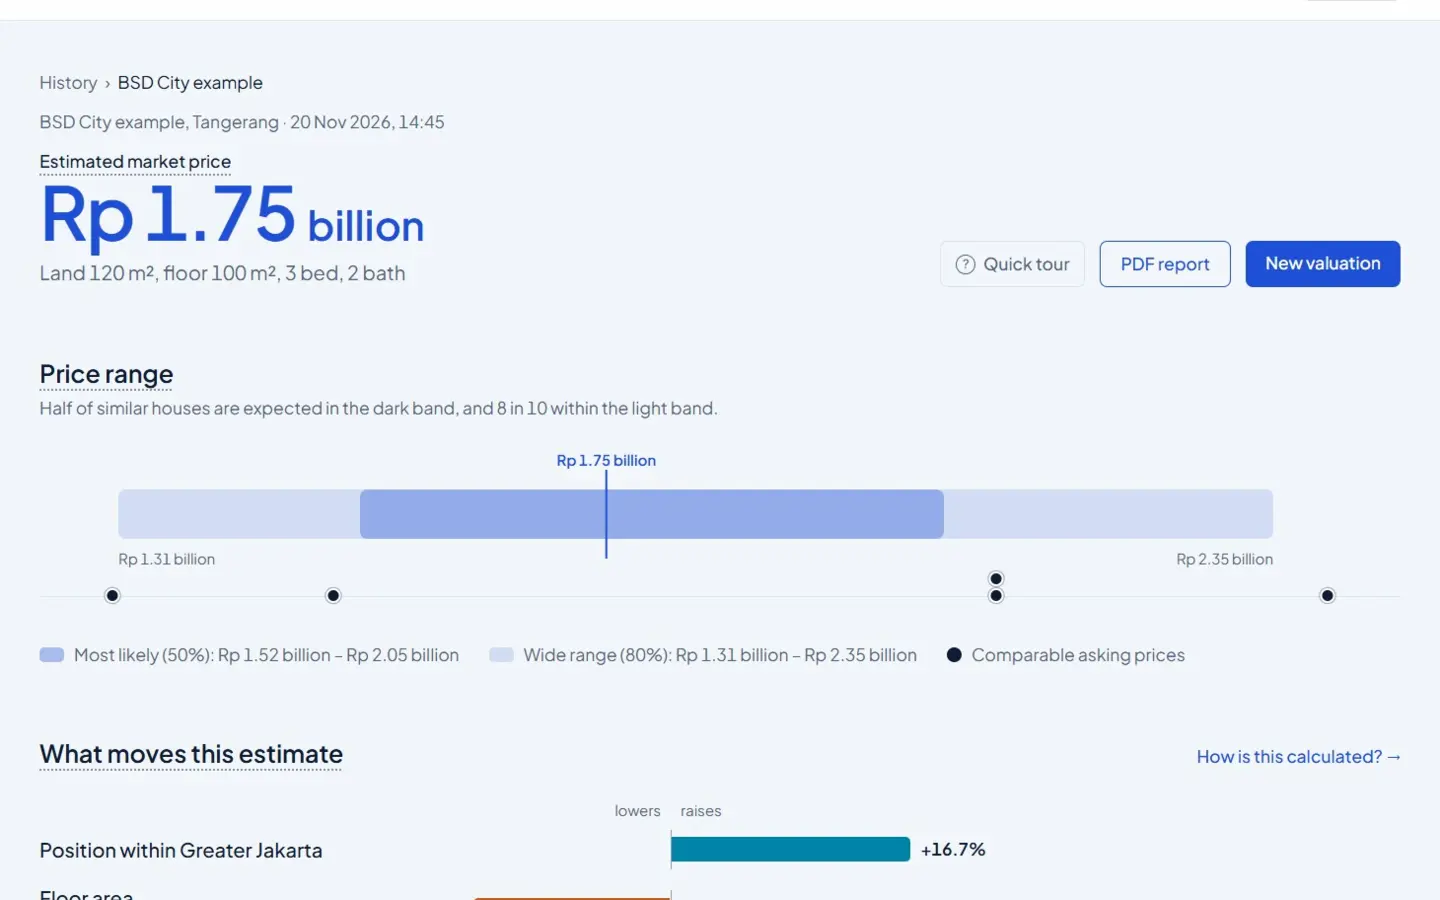 History › BSD City example
BSD City example, Tangerang · 20 Nov 2026, 14:45
Estimated market price
Rp 1.75 billion
Land 120 m², floor 100 m², 3 bed, 2 bath
? Quick tour
PDF report
New valuation
Price range
Half of similar houses are expected in the dark band, and 8 in 10 within the light band.
Rp 1.75 billion
Rp 1.31 billion
Rp 2.35 billion
Most likely (50%): Rp 1.52 billion – Rp 2.05 billion
Wide range (80%): Rp 1.31 billion – Rp 2.35 billion
Comparable asking prices
What moves this estimate
How is this calculated? →
lowers
raises
Position within Greater Jakarta
+16.7%
Floor area